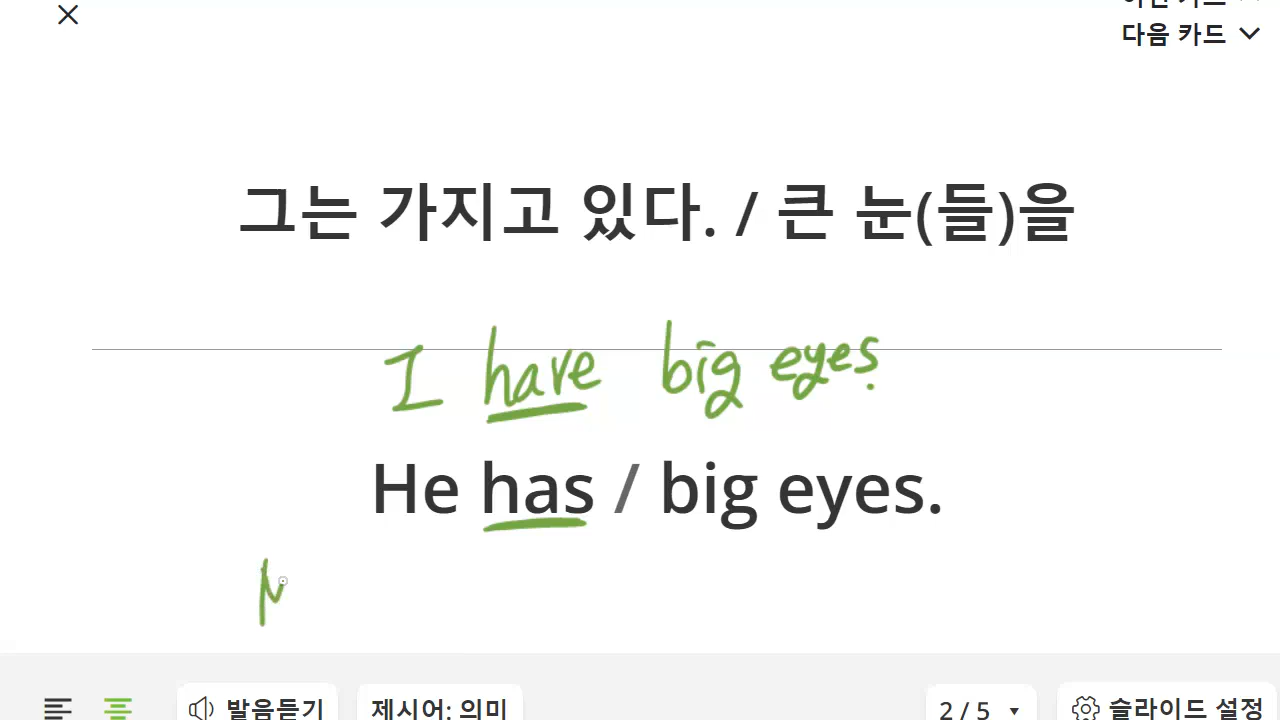 다음 카드
그는 가지고 있다. / 큰 눈(들)을
I have big eyes.
He has / big eyes.
발음듣기 제시어: 의미 2 / 5 슬라이드 설정